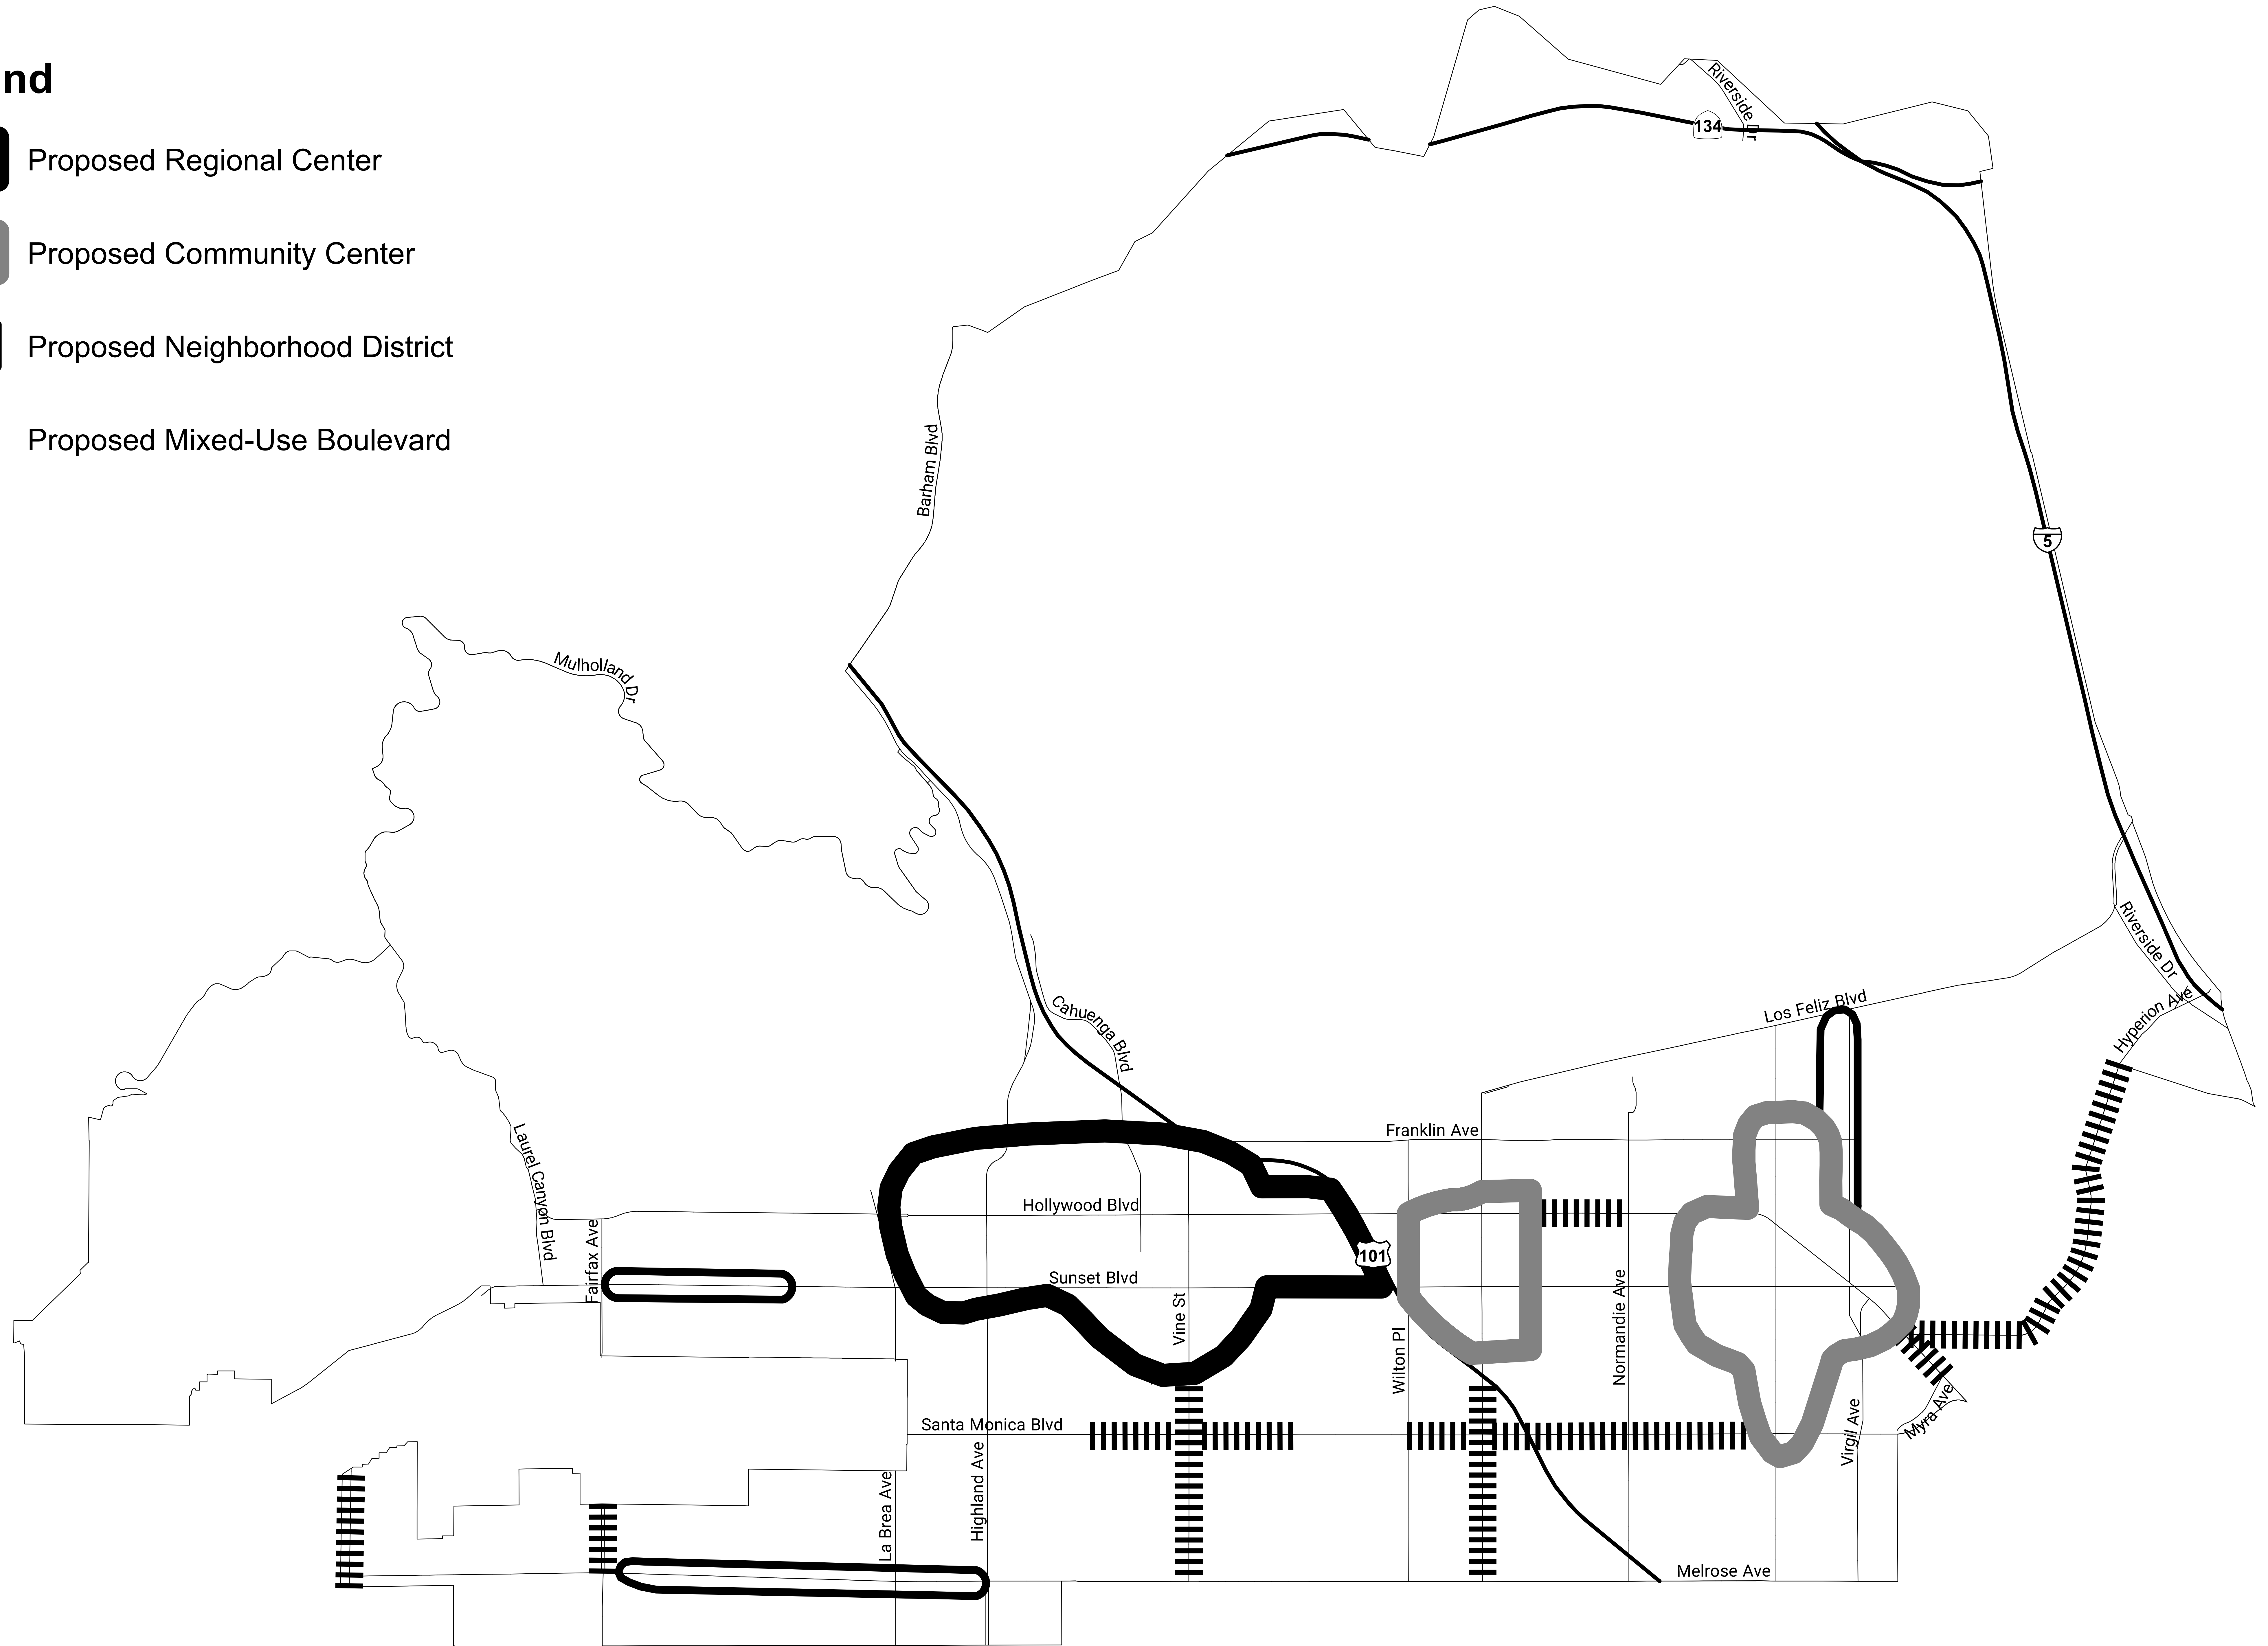 nd
Proposed Regional Center
Proposed Community Center
Proposed Neighborhood District
Proposed Mixed-Use Boulevard
Riverside Dr
134
Barham Blvd
5
Mulholland Dr
Cahuenga Blvd
Riverside Dr
Los Feliz Blvd
Hyperion Ave
Laurel Canyon Blvd
Franklin Ave
Hollywood Blvd
Fairfax Ave
101
Sunset Blvd
Vine St
Wilton Pl
Normandie Ave
Santa Monica Blvd
Highland Ave
La Brea Ave
Virgil Ave
Myra Ave
Melrose Ave